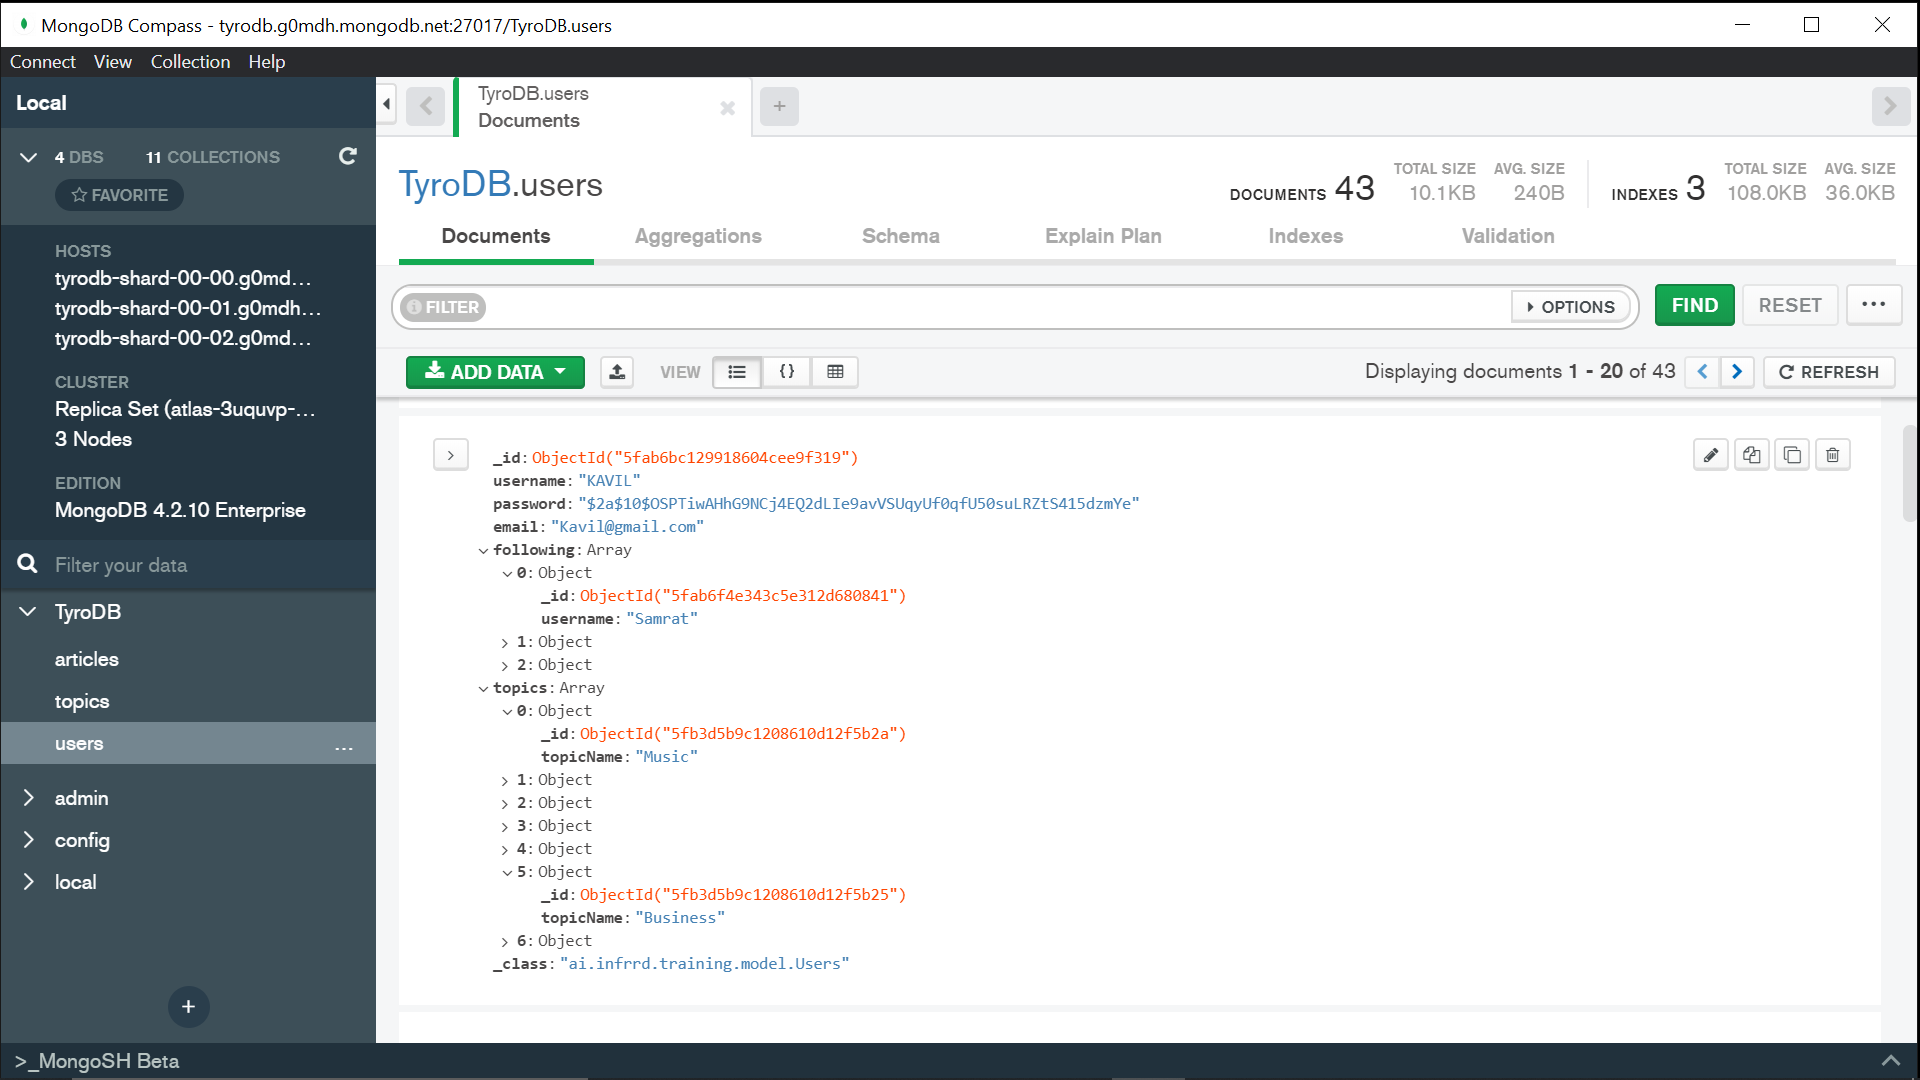 MongoDB Compass - tyrodb.g0mdh.mongodb.net:27017/TyroDB.users
Connect View Collection Help
Local
4 DBS 11 COLLECTIONS
FAVORITE
HOSTS
tyrodb-shard-00-00.g0md...
tyrodb-shard-00-01.g0mdh...
tyrodb-shard-00-02.g0md...
CLUSTER
Replica Set (atlas-3uquvp-...
3 Nodes
EDITION
MongoDB 4.2.10 Enterprise
Filter your data
TyroDB
articles
topics
users ...
admin
config
local
+
TyroDB.users
Documents
+
TyroDB.users
DOCUMENTS 43 TOTAL SIZE 10.1KB AVG. SIZE 240B
INDEXES 3 TOTAL SIZE 108.0KB AVG. SIZE 36.0KB
Documents Aggregations Schema Explain Plan Indexes Validation
FILTER OPTIONS FIND RESET ...
ADD DATA VIEW {} Displaying documents 1 - 20 of 43 REFRESH
_id: ObjectId("5fab6bc129918604cee9f319")
username: "KAVIL"
password: "$2a$10$OSPTiwAHhG9NCj4EQ2dLIe9avVSUqyUf0qfU50suLRZtS415dzmYe"
email: "Kavil@gmail.com"
following: Array
0: Object
_id: ObjectId("5fab6f4e343c5e312d680841")
username: "Samrat"
1: Object
2: Object
topics: Array
0: Object
_id: ObjectId("5fb3d5b9c1208610d12f5b2a")
topicName: "Music"
1: Object
2: Object
3: Object
4: Object
5: Object
_id: ObjectId("5fb3d5b9c1208610d12f5b25")
topicName: "Business"
6: Object
_class: "ai.infrrd.training.model.Users"
>_MongoSH Beta